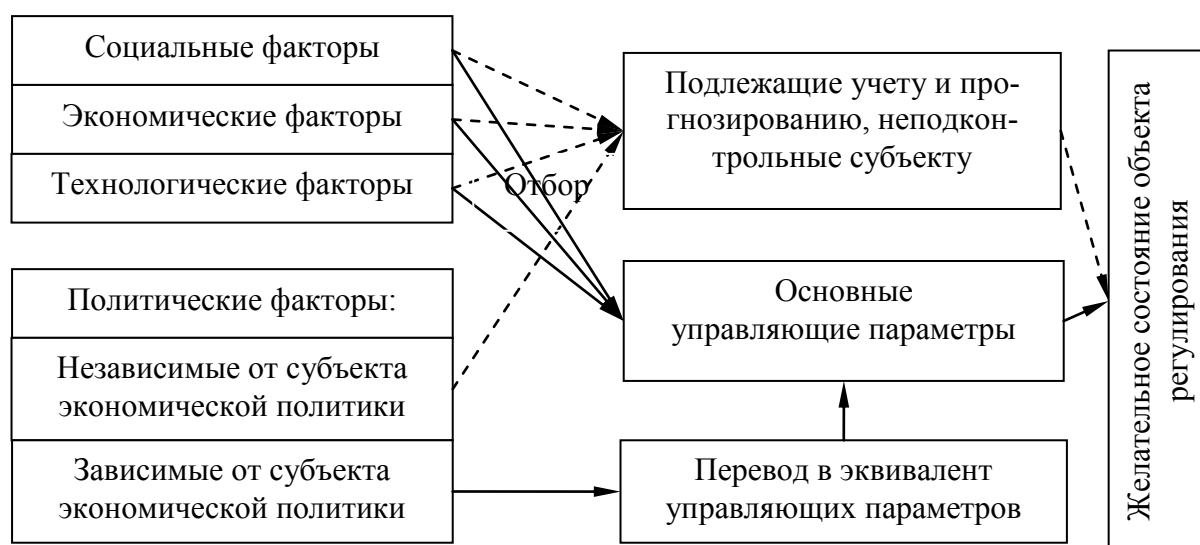 Социальные факторы
Экономические факторы
Технологические факторы
Политические факторы:
Независимые от субъекта
экономической политики
Зависимые от субъекта
экономической политики
Отбор
Подлежащие учету и про-
гнозированию, неподкон-
трольные субъекту
Основные
управляющие параметры
Перевод в эквивалент
управляющих параметров
Желательное состояние объекта
регулирования